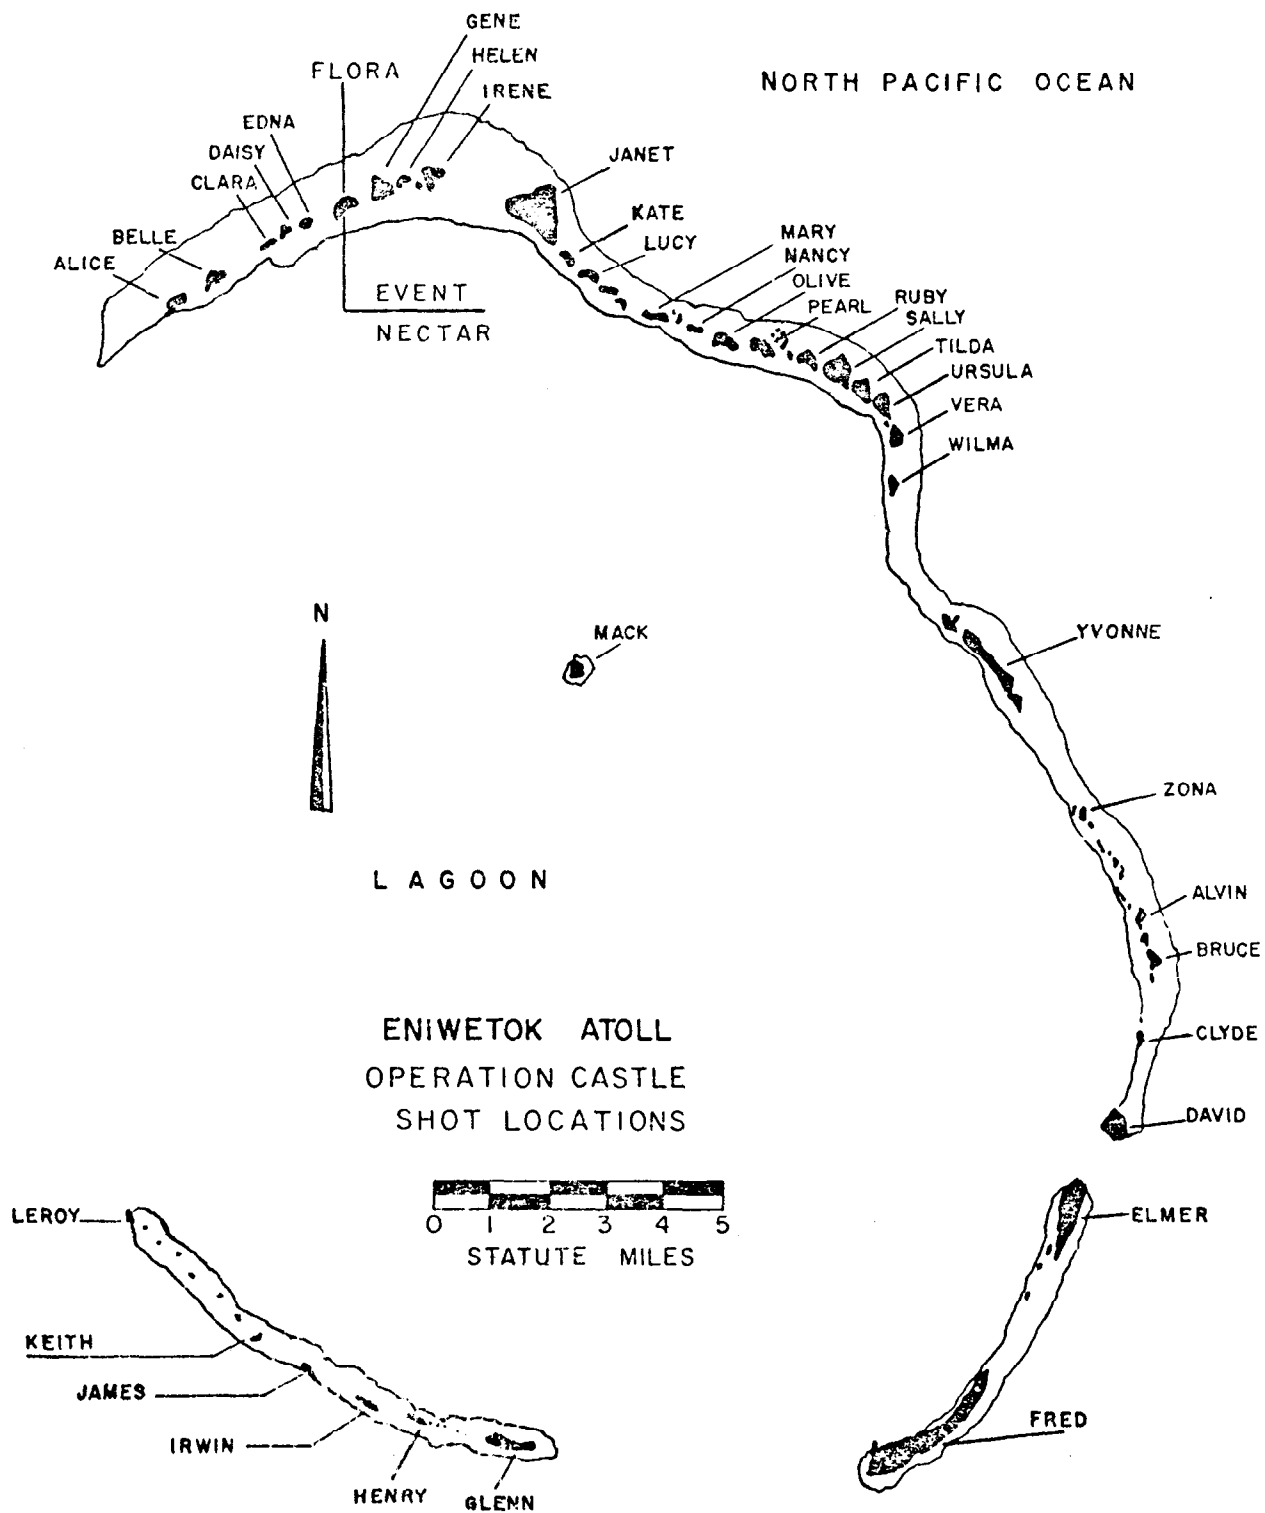 GENE
HELEN
FLORA
IRENE
NORTH PACIFIC OCEAN
EDNA
DAISY
CLARA
JANET
BELLE
ALICE
KATE
LUCY
MARY
NANCY
OLIVE
PEARL
RUBY
SALLY
TILDA
URSULA
VERA
WILMA
EVENT
NECTAR
N
MACK
YVONNE
ZONA
LAGOON
ALVIN
BRUCE
ENIWETOK ATOLL
OPERATION CASTLE
SHOT LOCATIONS
CLYDE
DAVID
0 1 2 3 4 5
STATUTE MILES
LEROY
ELMER
KEITH
JAMES
IRWIN
HENRY
GLENN
FRED